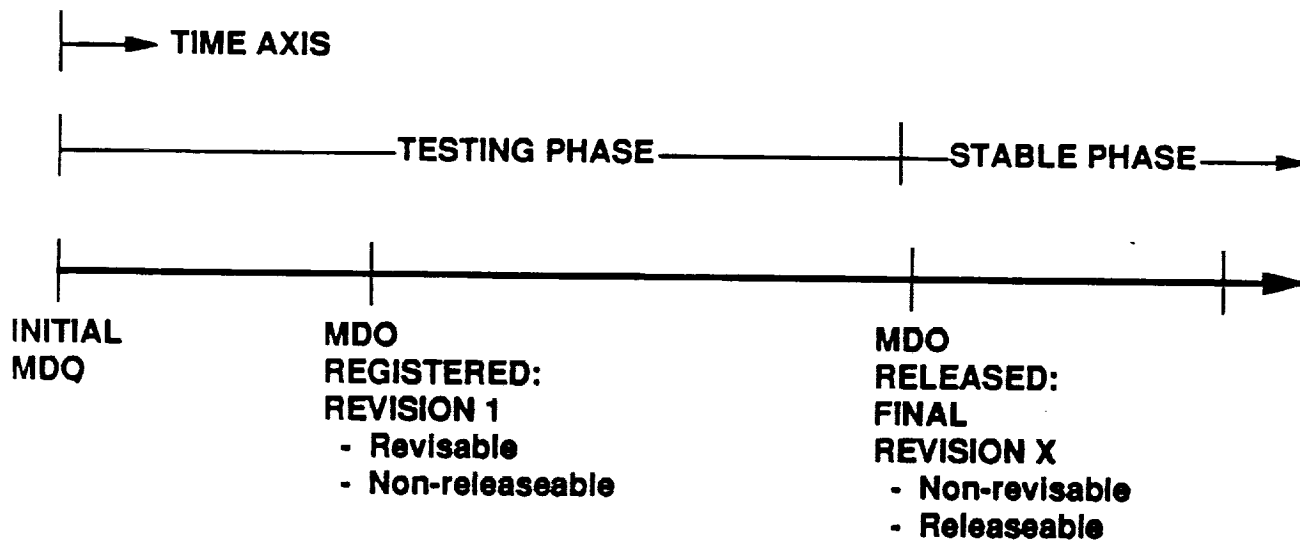 TIME AXIS
TESTING PHASE
STABLE PHASE
INITIAL
MDQ
MDO
REGISTERED:
REVISION 1
- Revisable
- Non-releaseable
MDO
RELEASED:
FINAL
REVISION X
- Non-revisable
- Releaseable